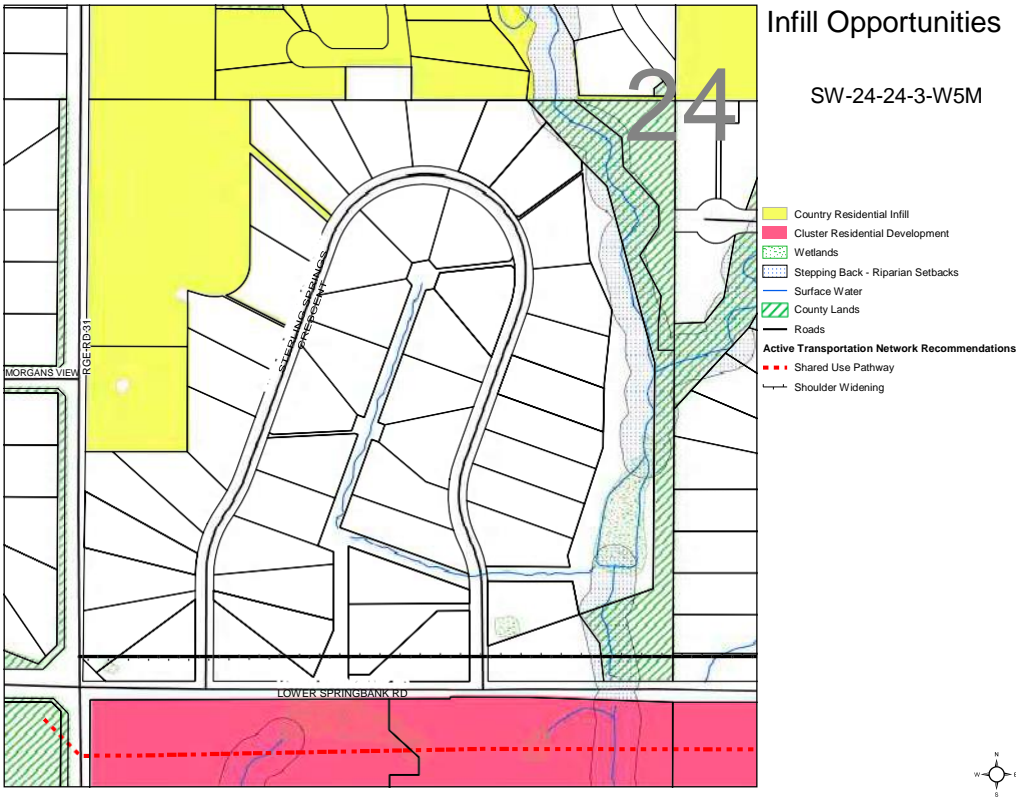 Infill Opportunities
SW-24-24-3-W5M
24
Country Residential Infill
Cluster Residential Development
Wetlands
Stepping Back - Riparian Setbacks
Surface Water
County Lands
Roads
Active Transportation Network Recommendations
Shared Use Pathway
Shoulder Widening
STERLING SPRINGS
CRESCENT
RGE RD 31
MORGANS VIEW
LOWER SPRINGBANK RD
N
W
E
S